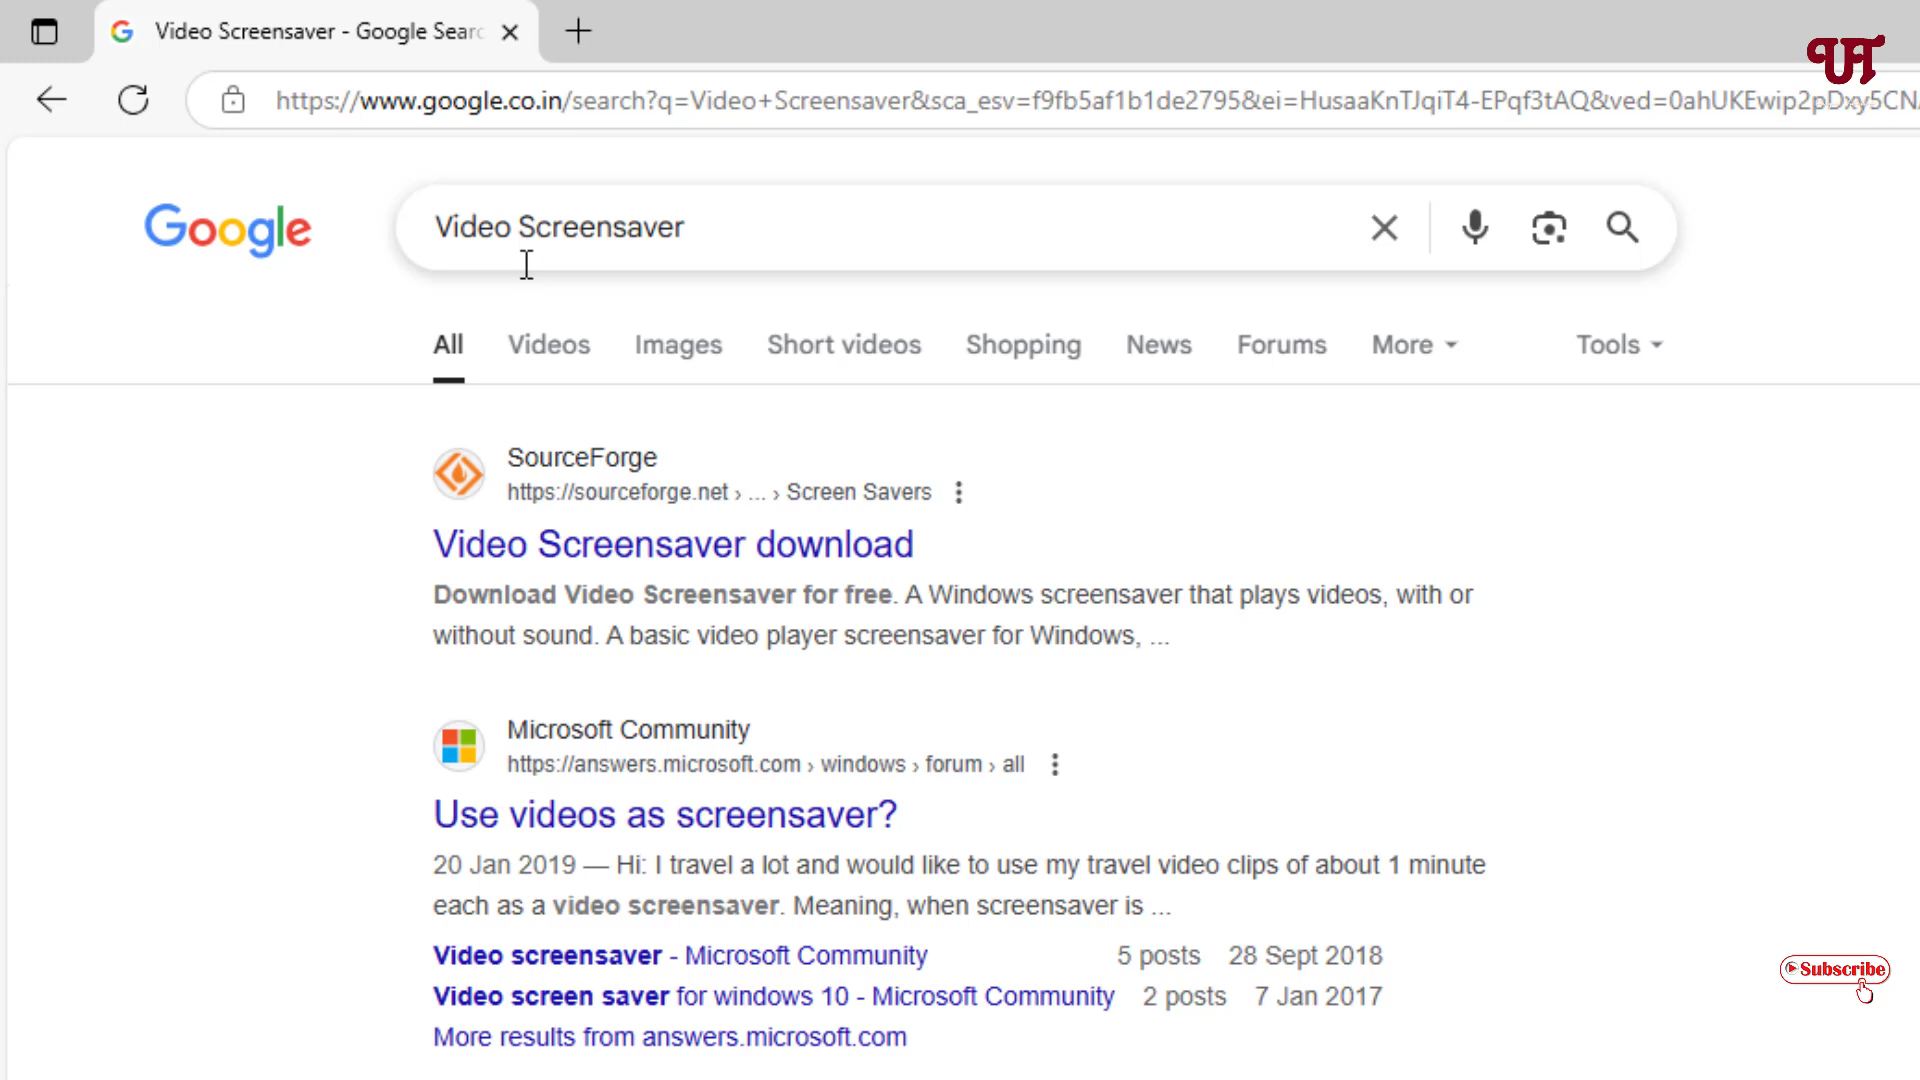 Video Screensaver - Google Searc
https://www.google.co.in/search?q=Video+Screensaver&sca_esv=f9fb5af1b1de2795&ei=HusaaKnTJqiT4-EPqf3tAQ&ved=0ahUKEwip2pDxy5CN
UT
Google
Video Screensaver
All
Videos
Images
Short videos
Shopping
News
Forums
More
Tools
SourceForge
https://sourceforge.net › ... › Screen Savers
Video Screensaver download
Download Video Screensaver for free. A Windows screensaver that plays videos, with or
without sound. A basic video player screensaver for Windows, ...
Microsoft Community
https://answers.microsoft.com › windows › forum › all
Use videos as screensaver?
20 Jan 2019 — Hi: I travel a lot and would like to use my travel video clips of about 1 minute
each as a video screensaver. Meaning, when screensaver is ...
Video screensaver - Microsoft Community 5 posts 28 Sept 2018
Video screen saver for windows 10 - Microsoft Community 2 posts 7 Jan 2017
More results from answers.microsoft.com
Subscribe